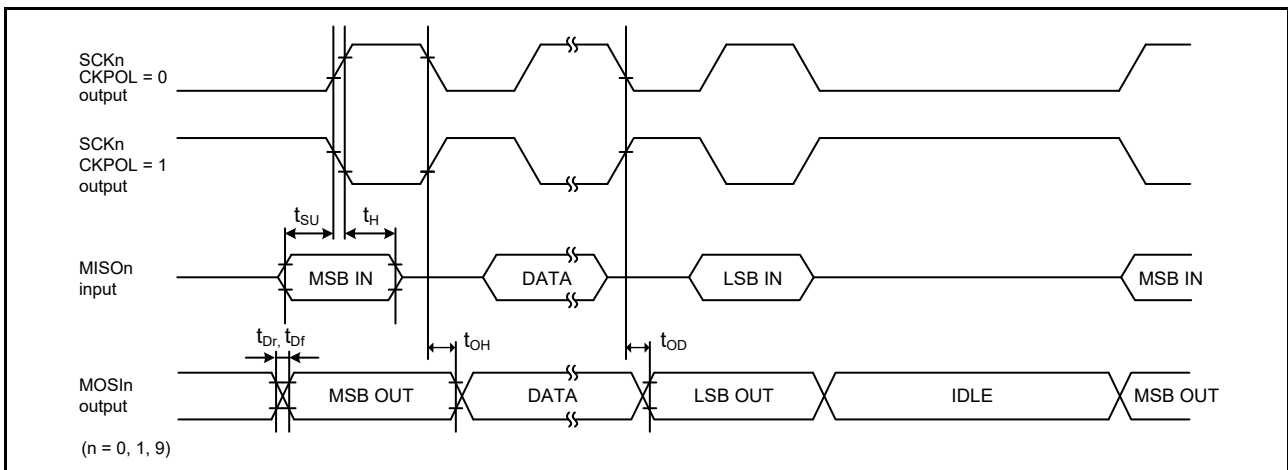 SCKn
CKPOL = 0
output
SCKn
CKPOL = 1
output
tSU
tH
MISOn
input
MSB IN
DATA
LSB IN
MSB IN
tDr, tDf
tOH
tOD
MOSIn
output
MSB OUT
DATA
LSB OUT
IDLE
MSB OUT
(n = 0, 1, 9)